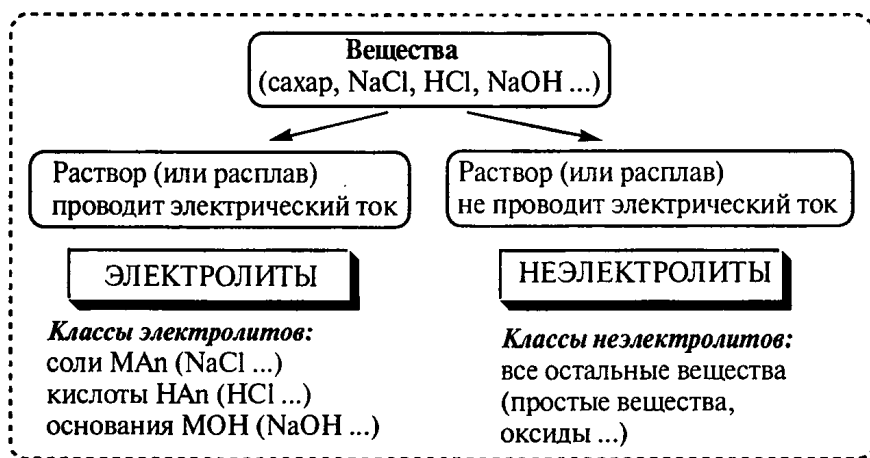 Вещества
(сахар, NaCl, HCl, NaOH ...)
Раствор (или расплав)
проводит электрический ток
Раствор (или расплав)
не проводит электрический ток
ЭЛЕКТРОЛИТЫ
НЕЭЛЕКТРОЛИТЫ
Классы электролитов:
соли MAn (NaCl ...)
кислоты HAn (HCl ...)
основания MOH (NaOH ...)
Классы неэлектролитов:
все остальные вещества
(простые вещества,
оксиды ...)